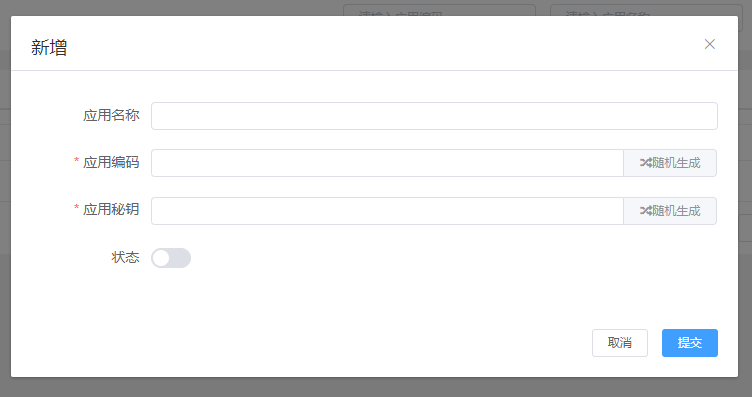 新增
应用名称
* 应用编码 随机生成
* 应用秘钥 随机生成
状态
取消 提交